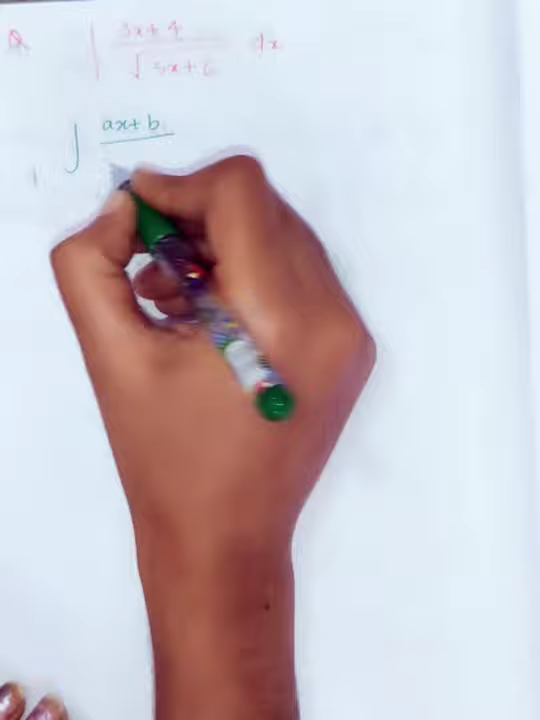 Q ∫ 3x+4 dx
√5x+6
∫ ax+b